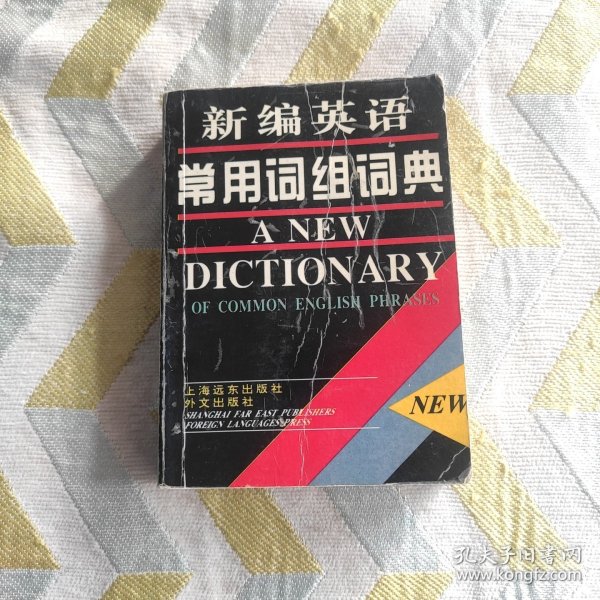 新编英语
常用词组词典
A NEW
DICTIONARY
OF COMMON ENGLISH PHRASES
上海远东出版社
外文出版社
SHANGHAI FAR EAST PUBLISHERS
FOREIGN LANGUAGES PRESS
NEW
孔夫子旧书网
www.kongfz.com